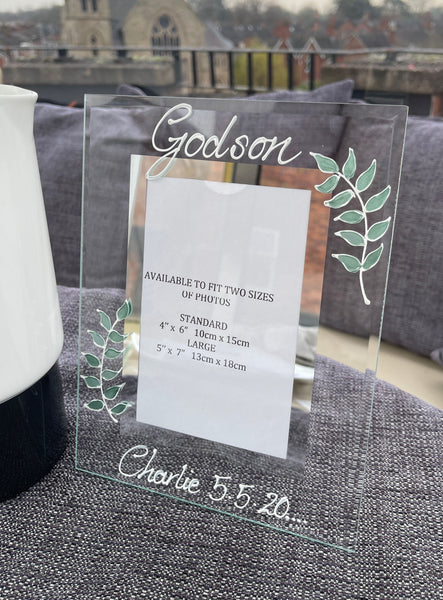 Godson
AVAILABLE TO FIT TWO SIZES
OF PHOTOS
STANDARD
4" x 6" 10cm x 15cm
LARGE
5" x 7" 13cm x 18cm
Charlie 5.5.20....